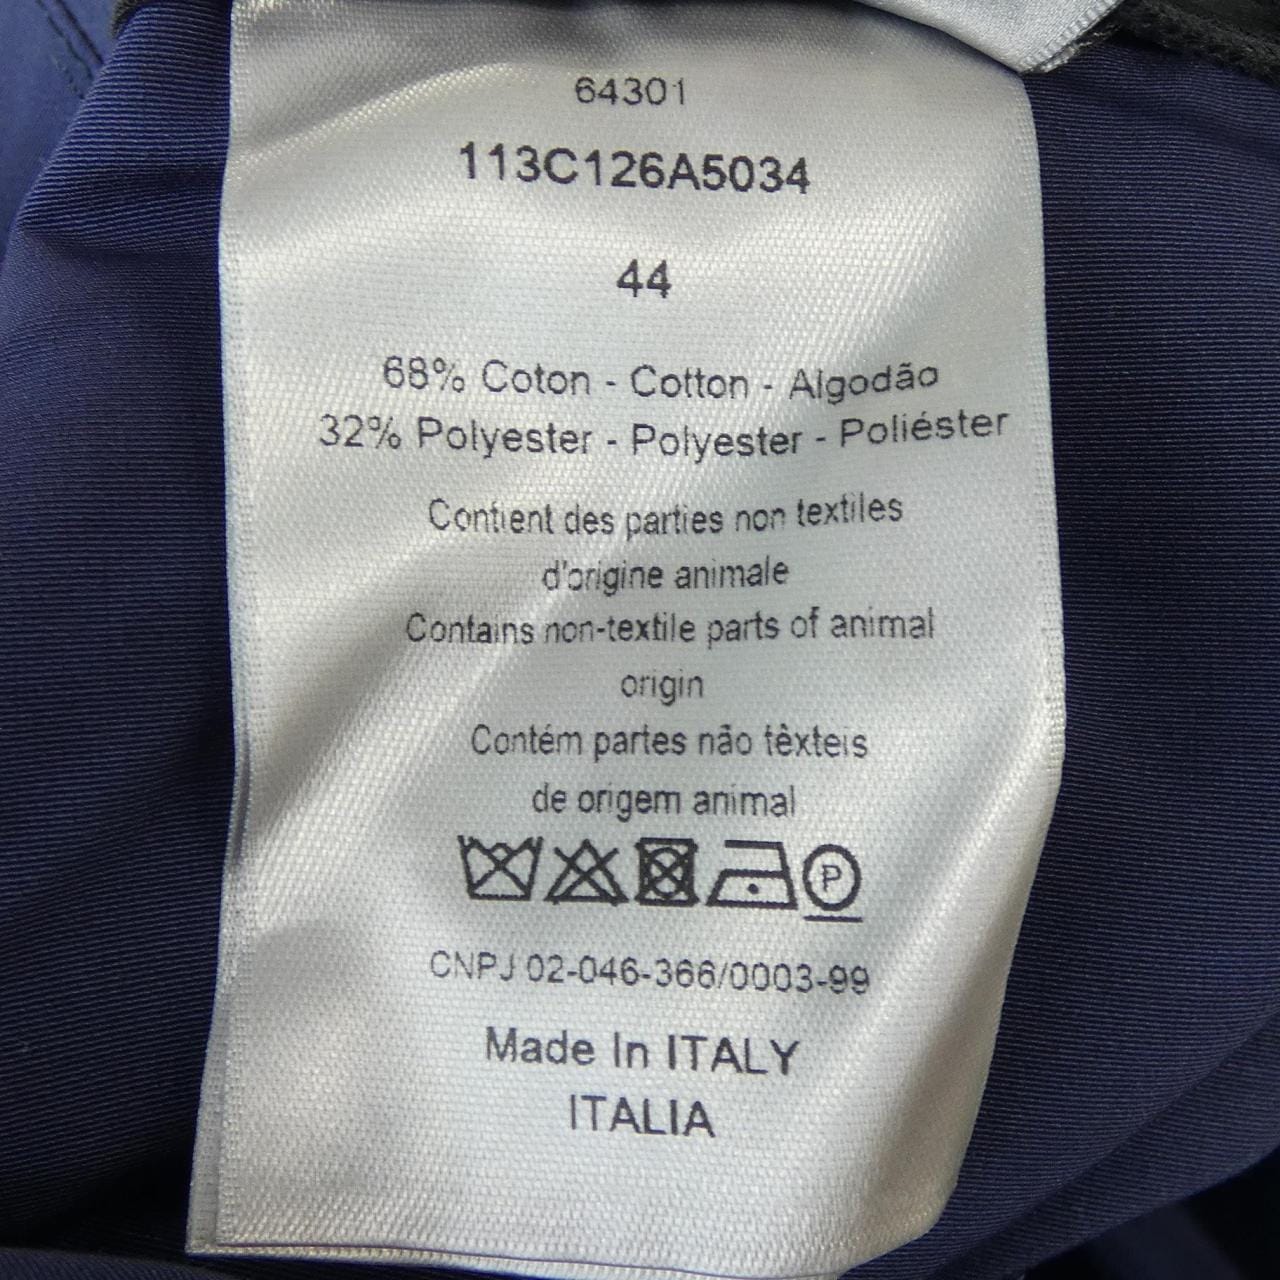 64301
113C126A5034
44
68% Coton - Cotton - Algodão
32% Polyester - Polyester - Poliéster
Contient des parties non textiles
d'origine animale
Contains non-textile parts of animal
origin
Contém partes não têxteis
de origem animal
P
CNPJ 02-046-366/0003-99
Made In ITALY
ITALIA